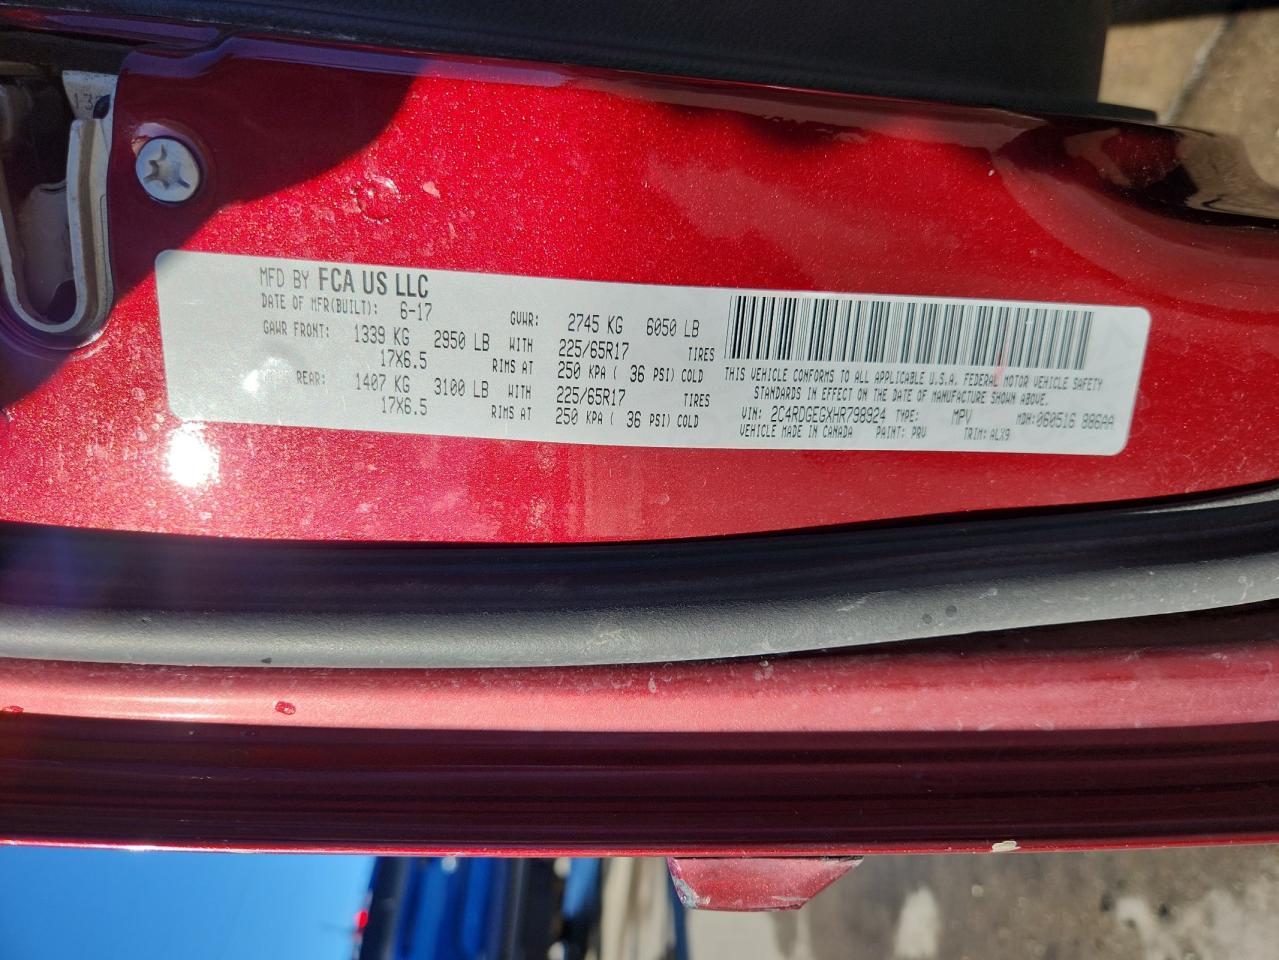 MFD BY FCA US LLC
DATE OF MFR(BUILT): 6-17 GVWR: 2745 KG 6050 LB
GAWR FRONT: 1339 KG 2950 LB WITH 225/65R17 TIRES
17X6.5 RIMS AT 250 KPA ( 36 PSI) COLD
REAR: 1407 KG 3100 LB WITH 225/65R17 TIRES
17X6.5 RIMS AT 250 KPA ( 36 PSI) COLD
THIS VEHICLE CONFORMS TO ALL APPLICABLE U.S.A. FEDERAL MOTOR VEHICLE SAFETY
STANDARDS IN EFFECT ON THE DATE OF MANUFACTURE SHOWN ABOVE.
VIN: 2C4RDGEGXHR798924 TYPE: MPV MDH:060516 886AA
VEHICLE MADE IN CANADA PAINT: PRV TRIM:ALX9